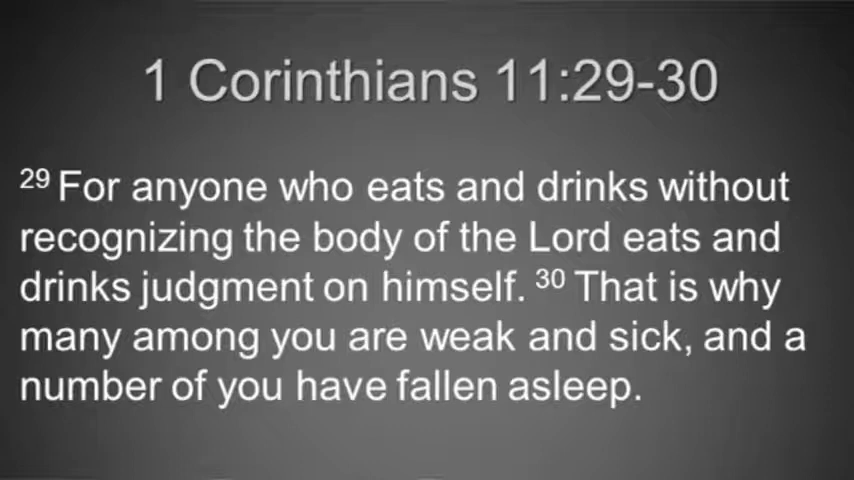 1 Corinthians 11:29-30
29 For anyone who eats and drinks without
recognizing the body of the Lord eats and
drinks judgment on himself. 30 That is why
many among you are weak and sick, and a
number of you have fallen asleep.